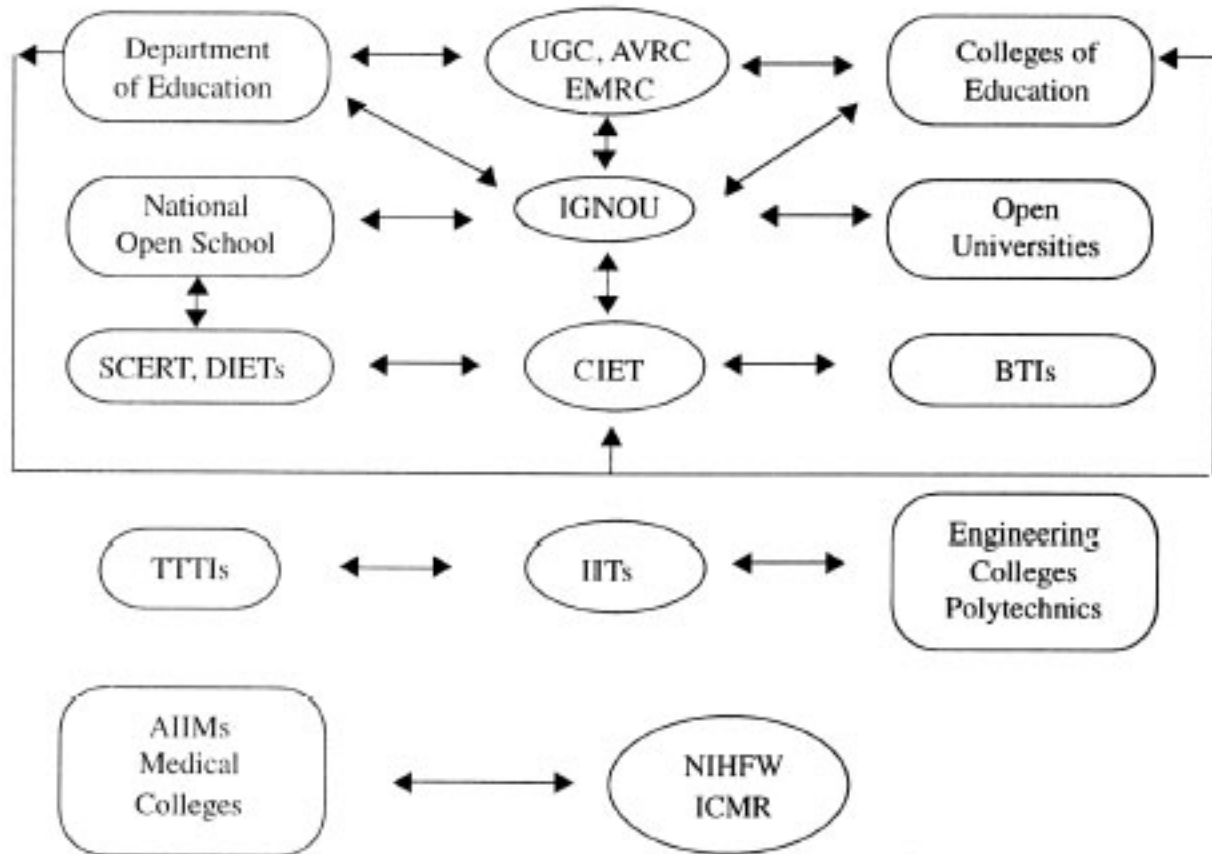 Department
of Education
UGC, AVRC
EMRC
Colleges of
Education
National
Open School
IGNOU
Open
Universities
SCERT, DIETs
CIET
BTIs
TTTIs
IITs
Engineering
Colleges
Polytechnics
AIIMs
Medical
Colleges
NIHFW
ICMR